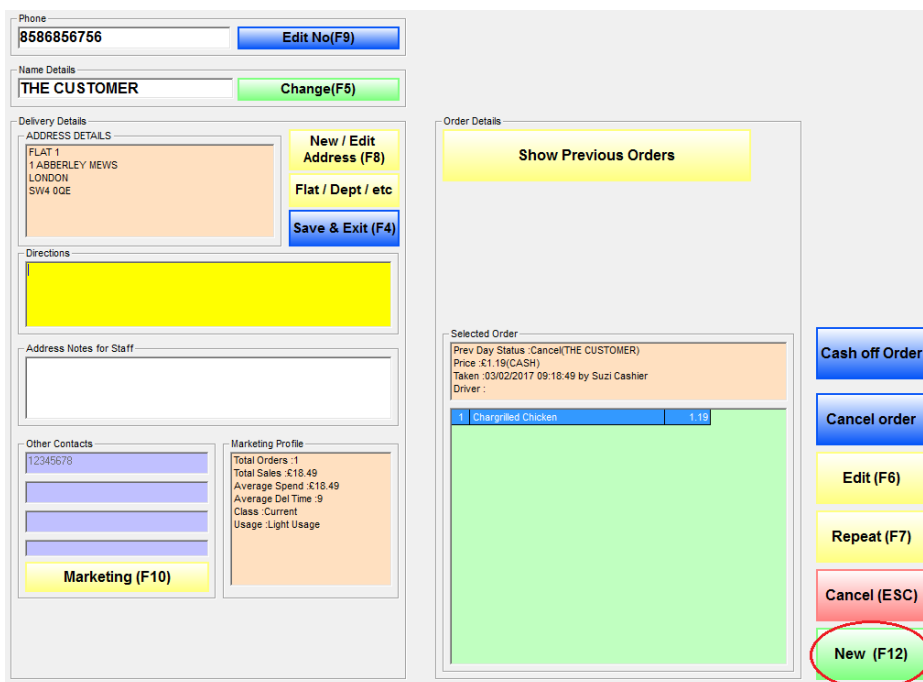 Phone
8586856756
Edit No(F9)
Name Details
THE CUSTOMER
Change(F5)
Delivery Details
ADDRESS DETAILS
FLAT 1
1 ABBERLEY MEWS
LONDON
SW4 0QE
New / Edit
Address (F8)
Flat / Dept / etc
Save & Exit (F4)
Directions
Address Notes for Staff
Other Contacts
12345678
Marketing (F10)
Marketing Profile
Total Orders :1
Total Sales :£18.49
Average Spend :£18.49
Average Del Time :9
Class :Current
Usage :Light Usage
Order Details
Show Previous Orders
Selected Order
Prev Day Status :Cancel(THE CUSTOMER)
Price :£1.19(CASH)
Taken :03/02/2017 09:18:49 by Suzi Cashier
Driver :
1 Chargrilled Chicken 1.19
Cash off Order
Cancel order
Edit (F6)
Repeat (F7)
Cancel (ESC)
New (F12)